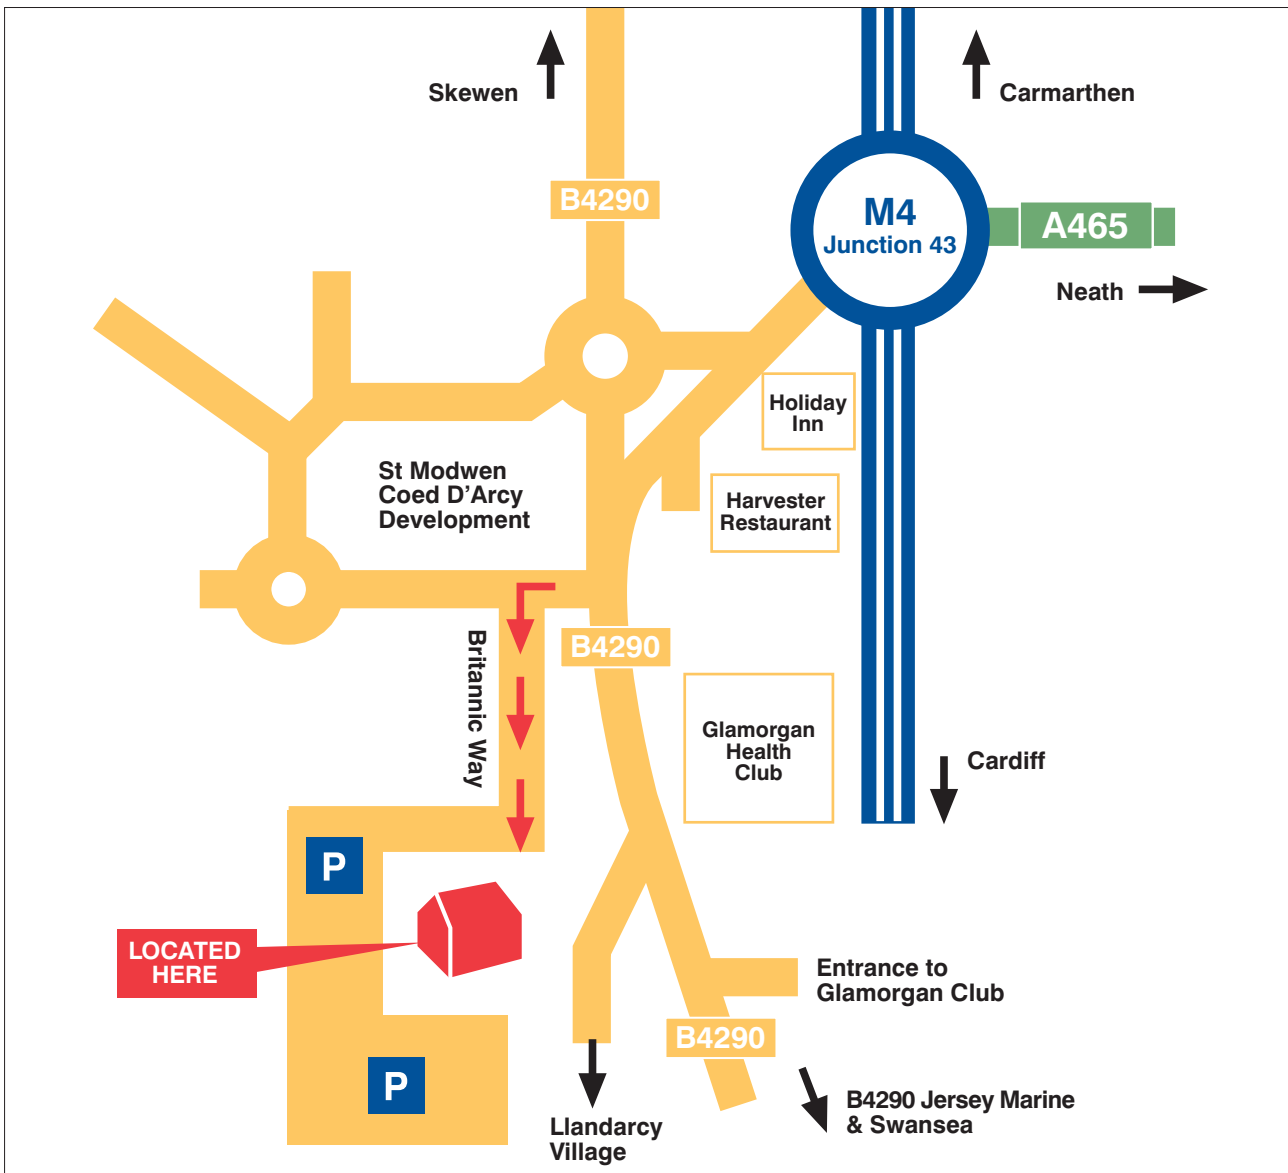 Skewen
Carmarthen
B4290
M4
Junction 43
A465
Neath
Holiday
Inn
St Modwen
Coed D’Arcy
Development
Harvester
Restaurant
Britannic Way
B4290
Glamorgan
Health
Club
Cardiff
P
LOCATED
HERE
Entrance to
Glamorgan Club
B4290
P
B4290 Jersey Marine
& Swansea
Llandarcy
Village